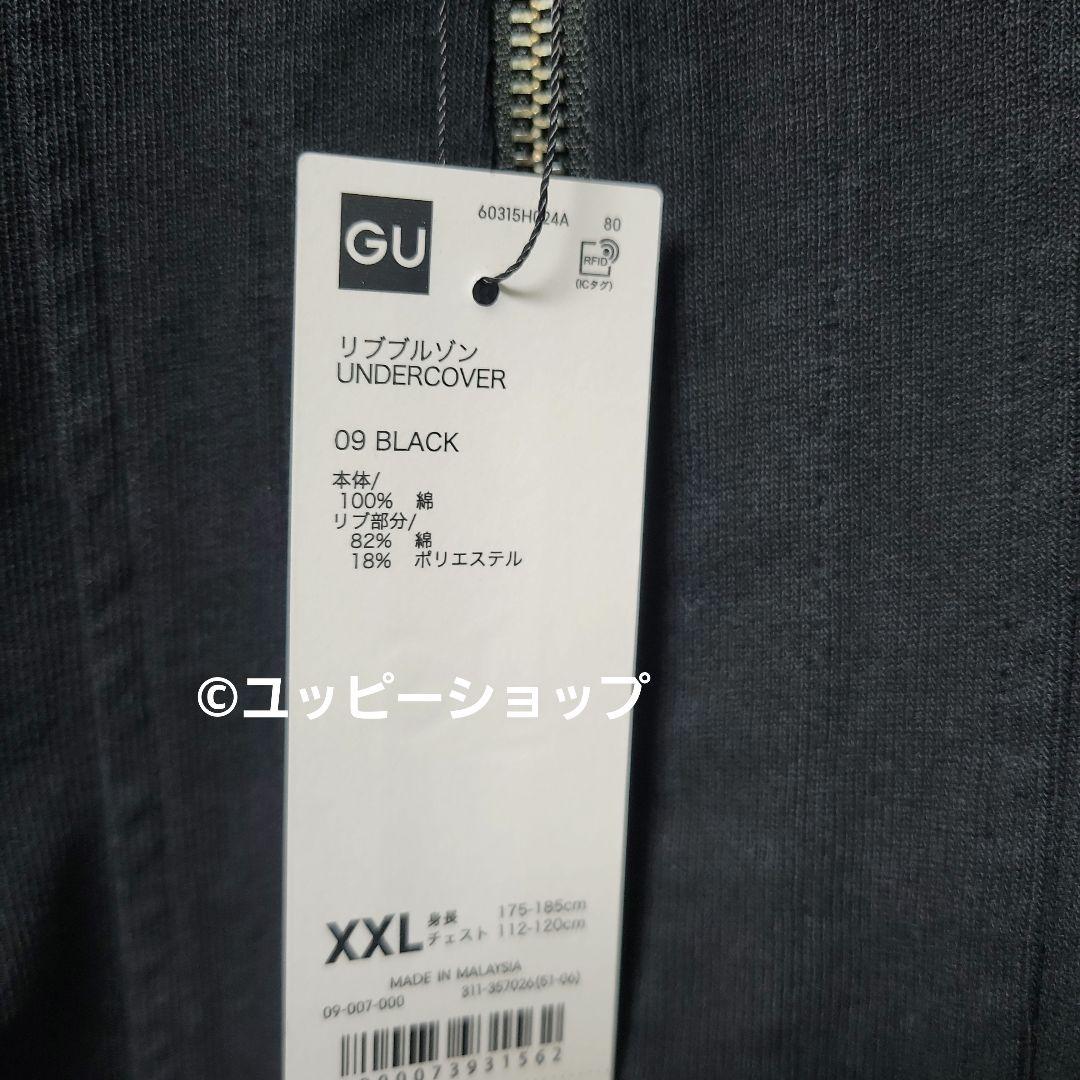 GU
60315H024A 80
RFID
(ICタグ)
リブブルゾン
UNDERCOVER
09 BLACK
本体/
100% 綿
リブ部分/
82% 綿
18% ポリエステル
©ユッピーショップ
XXL 身長 175-185cm
チェスト 112-120cm
MADE IN MALAYSIA
09-007-000 311-357026(51-06)